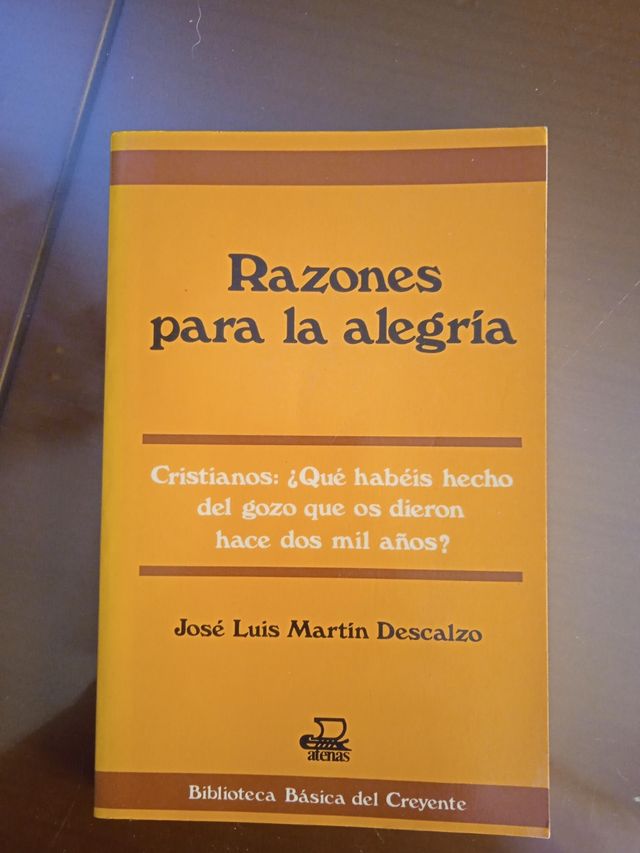 Razones
para la alegría
Cristianos: ¿Qué habéis hecho
del gozo que os dieron
hace dos mil años?
José Luis Martín Descalzo
atenas
Biblioteca Básica del Creyente